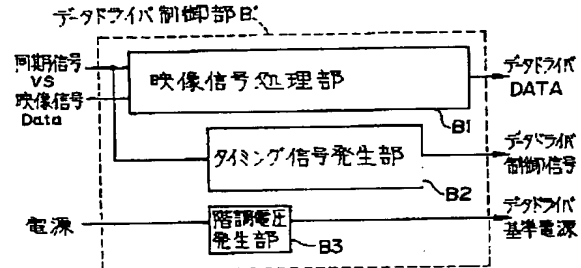 データドライバ制御部B
同期信号
VS
映像信号
Data
映像信号処理部
B1
データドライバ
DATA
タイミング信号発生部
B2
データドライバ
制御信号
電源
階調電圧
発生部
B3
データドライバ
基準電源